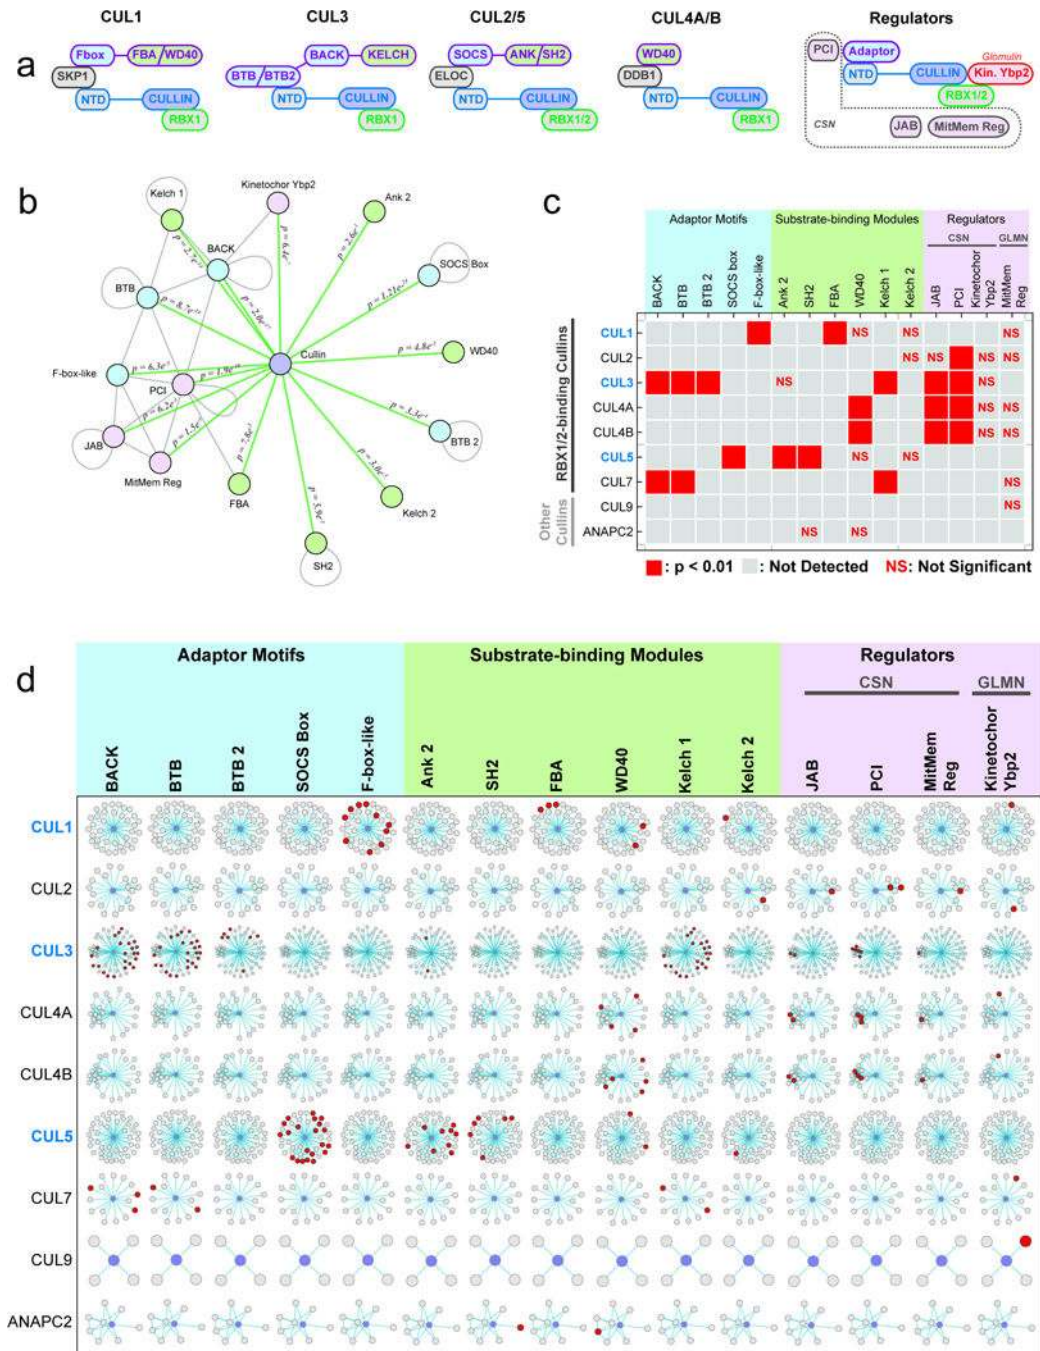 CUL1 CUL3 CUL2/5 CUL4A/B Regulators
a
Fbox FBA/WD40
SKP1
NTD CULLIN
RBX1
BACK KELCH
BTB/BTB2
NTD CULLIN
RBX1
SOCS ANK/SH2
ELOC
NTD CULLIN
RBX1/2
WD40
DDB1
NTD CULLIN
RBX1
PCI Adaptor Glomulin
NTD CULLIN Kin. Ybp2
RBX1/2
CSN JAB MitMem Reg
b
Kelch 1
Kinetochor Ybp2
Ank 2
BACK
SOCS Box
BTB
Cullin
WD40
F-box-like
PCI
JAB
BTB 2
MitMem Reg
FBA
Kelch 2
SH2
c
Adaptor Motifs Substrate-binding Modules Regulators
CSN GLMN
BACK
BTB
BTB 2
SOCS box
F-box-like
Ank 2
SH2
FBA
WD40
Kelch 1
Kelch 2
JAB
PCI
Kinetochor
Ybp2
MitMem
Reg
RBX1/2-binding Cullins
Other
Cullins
CUL1 NS NS NS
CUL2 NS NS NS NS
CUL3 NS NS
CUL4A NS NS
CUL4B NS NS
CUL5 NS NS
CUL7 NS
CUL9 NS
ANAPC2 NS NS
: p < 0.01 : Not Detected NS: Not Significant
d
Adaptor Motifs Substrate-binding Modules Regulators
CSN GLMN
BACK
BTB
BTB 2
SOCS Box
F-box-like
Ank 2
SH2
FBA
WD40
Kelch 1
Kelch 2
JAB
PCI
MitMem
Reg
Kinetochor
Ybp2
CUL1
CUL2
CUL3
CUL4A
CUL4B
CUL5
CUL7
CUL9
ANAPC2